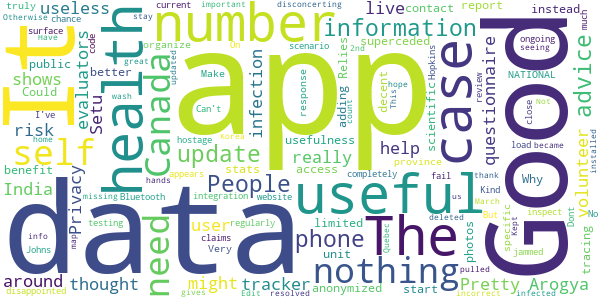 app
data
Good
It
The
useful
nothing
number
health
case
self
Canada
need
update
information
advice
People
phone
Pretty Arogya
India
risk
useless
live
help
user
tracker
might
really
around
thought
Privacy
Setu
evaluators
infection
questionnaire
volunteer
tracing
Why
photos
unit
limited
anonymized
start
access
stats
province
decent
scientific
usefulness
adding
Relies
superceded
contact
report
instead.
NATIONAL
ongoing
seeing
close
load
became
inspect
specific
Kept
jammed
No
Dont
installed
Not
us
thank
Kind
March
But
pulled
incorrect
infected
deleted
fail
Hopkins
review
count
completely
This
hope
2nd
updated
Can't
Korea
hostage
response
Make
On
scenario
disconcerting
current
important
stay
much
code
surface
Have
chance
truly
Otherwise
organize
better
great
wash
I've
home
public
shows
Could
benefit
Very
claims
testing
missing
Bluetooth
hands
map
info
Johns
disappointed
appears
integration
website
regularly
gives
Edit
resolved
Quebec